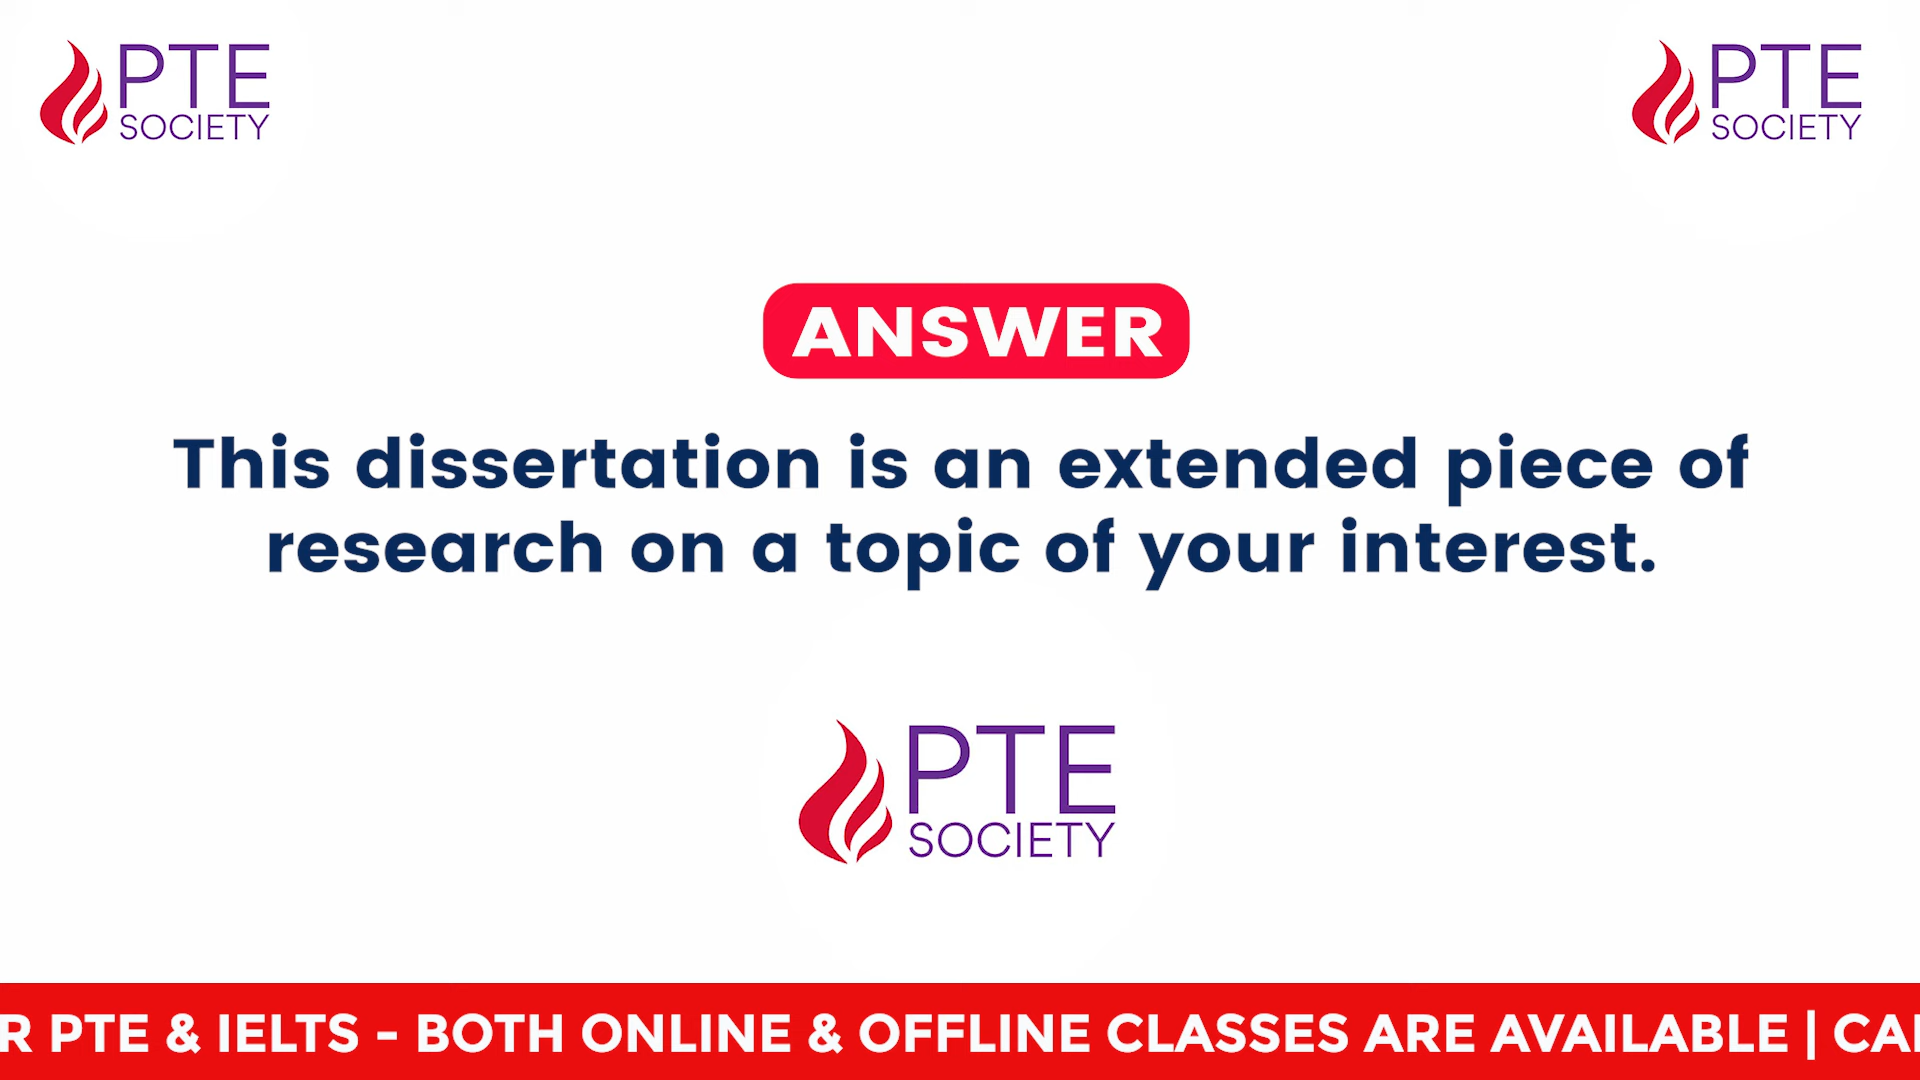 PTE
SOCIETY
PTE
SOCIETY
ANSWER
This dissertation is an extended piece of
research on a topic of your interest.
PTE
SOCIETY
R PTE & IELTS - BOTH ONLINE & OFFLINE CLASSES ARE AVAILABLE | CAL